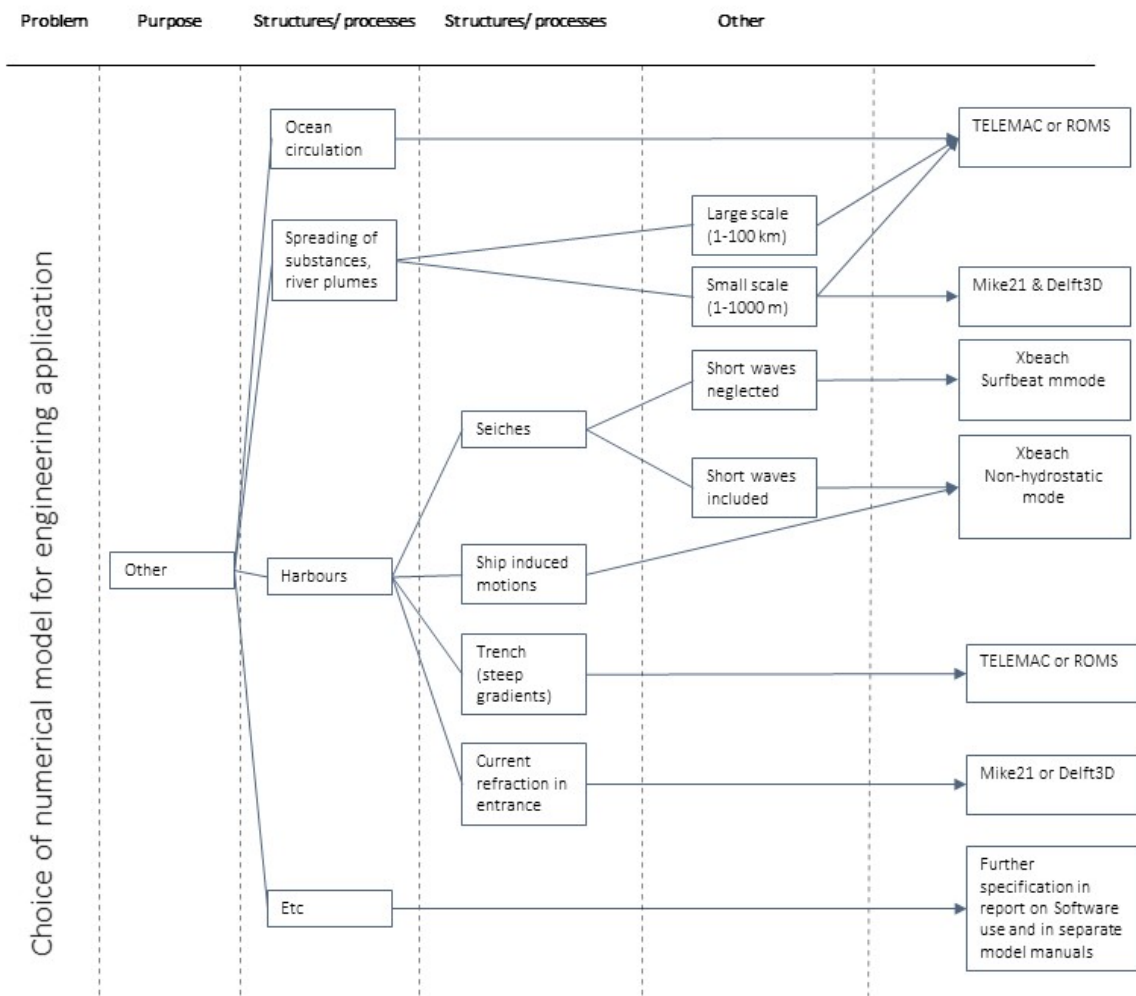 Problem
Purpose
Structures/ processes
Structures/ processes
Other
Choice of numerical model for engineering application
Ocean
circulation
TELEMAC or ROMS
Spreading of
substances,
river plumes
Large scale
(1-100 km)
Small scale
(1-1000 m)
Mike21 & Delft3D
Short waves
neglected
Xbeach
Surfbeat mmode
Seiches
Short waves
included
Xbeach
Non-hydrostatic
mode
Other
Harbours
Ship induced
motions
Trench
(steep
gradients)
TELEMAC or ROMS
Current
refraction in
entrance
Mike21 or Delft3D
Etc
Further
specification in
report on Software
use and in separate
model manuals